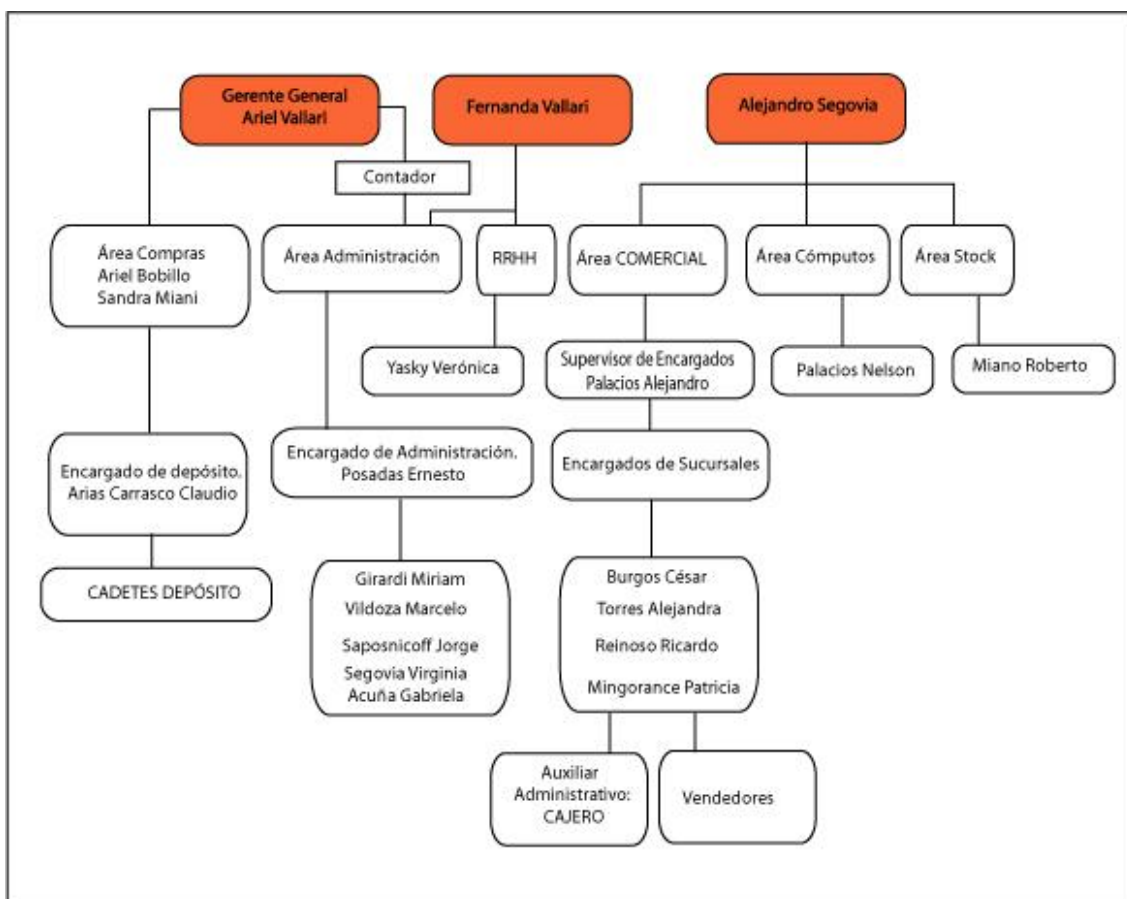 Gerente General
Ariel Vallari
Fernanda Vallari
Alejandro Segovia
Contador
Área Compras
Ariel Bobillo
Sandra Miani
Área Administración
RRHH
Área COMERCIAL
Área Cómputos
Área Stock
Yasky Verónica
Supervisor de Encargados
Palacios Alejandro
Palacios Nelson
Miano Roberto
Encargado de depósito.
Arias Carrasco Claudio
Encargado de Administración.
Posadas Ernesto
Encargados de Sucursales
CADETES DEPÓSITO
Girardi Miriam
Vildoza Marcelo
Saposnicoff Jorge
Segovia Virginia
Acuña Gabriela
Burgos César
Torres Alejandra
Reinoso Ricardo
Mingorance Patricia
Auxiliar
Administrativo:
CAJERO
Vendedores